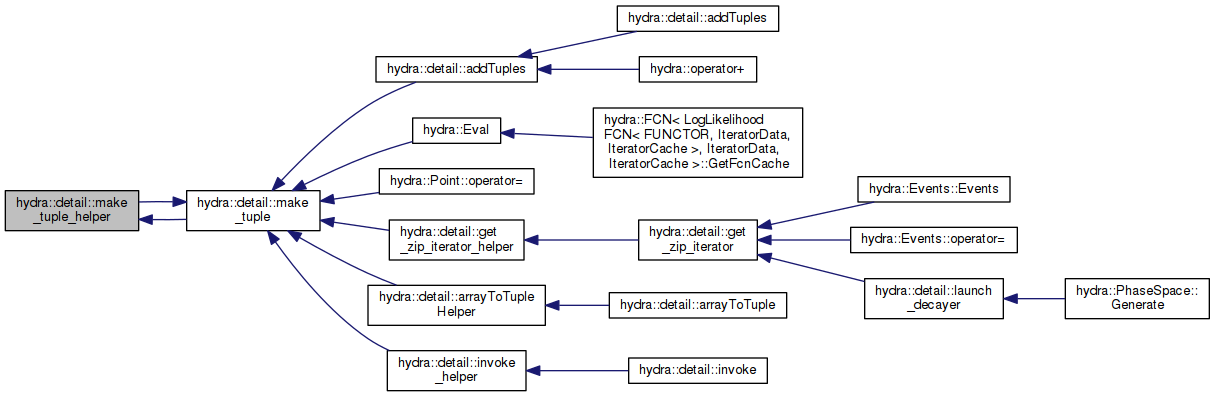 hydra::detail::addTuples
hydra::detail::addTuples
hydra::operator+
hydra::FCN< LogLikelihood
FCN< FUNCTOR, IteratorData,
IteratorCache >, IteratorData,
IteratorCache >::GetFcnCache
hydra::Eval
hydra::Point::operator=
hydra::detail::make
_tuple_helper
hydra::detail::make
_tuple
hydra::detail::get
_zip_iterator_helper
hydra::detail::get
_zip_iterator
hydra::Events::Events
hydra::Events::operator=
hydra::detail::launch
_decayer
hydra::PhaseSpace::
Generate
hydra::detail::arrayToTuple
Helper
hydra::detail::arrayToTuple
hydra::detail::invoke
_helper
hydra::detail::invoke